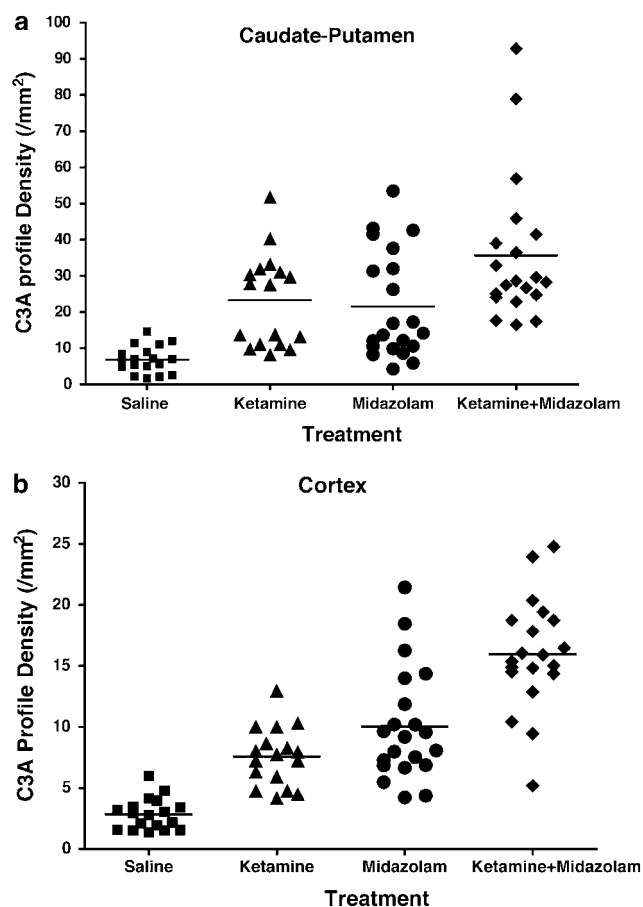 a
Caudate-Putamen
C3A profile Density (/mm²)
100
90
80
70
60
50
40
30
20
10
0
Saline Ketamine Midazolam Ketamine+Midazolam
Treatment
b
Cortex
C3A Profile Density (/mm²)
30
25
20
15
10
5
0
Saline Ketamine Midazolam Ketamine+Midazolam
Treatment